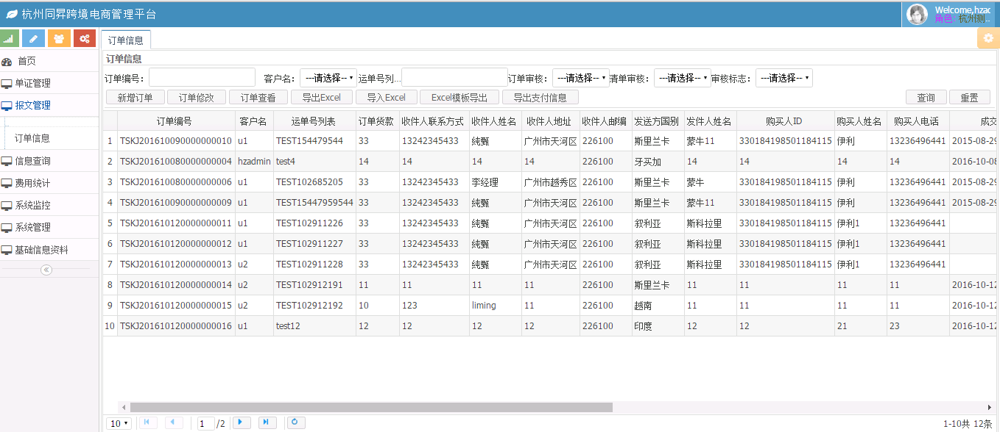 杭州同昇跨境电商管理平台
Welcome,hzac
角色: 杭州刚..
首页
单证管理
报文管理
订单信息
信息查询
费用统计
系统监控
系统管理
基础信息资料
订单信息
订单信息
订单编号: 客户名: ---请选择-- 运单号列... 订单审核: ---请选择-- 清单审核: ---请选择-- 审核标志: ---请选择--
新增订单 订单修改 订单查看 导出Excel 导入Excel Excel模板导出 导出支付信息 查询 重置
订单编号 客户名 运单号列表 订单货款 收件人联系方式 收件人姓名 收件人地址 收件人邮编 发送方国别 发件人姓名 购买人ID 购买人姓名 购买人电话 成交
1 TSKJ201610090000000010 u1 TEST154479544 33 13242345433 純甄 广州市天河区 226100 斯里兰卡 蒙牛11 330184198501184115 伊利 13236496441 2015-08-29
2 TSKJ201610080000000004 hzadmin test4 14 14 14 14 226100 牙买加 14 14 14 14 2016-10-08
3 TSKJ201610080000000006 u1 TEST102685205 33 13242345433 李经理 广州市越秀区 226100 斯里兰卡 蒙牛 330184198501184115 伊利 13236496441 2015-08-29
4 TSKJ201610090000000009 u1 TEST15447959544 33 13242345433 純甄 广州市天河区 226100 斯里兰卡 蒙牛11 330184198501184115 伊利 13236496441 2015-08-29
5 TSKJ201610120000000011 u1 TEST102911226 33 13242345433 純甄 广州市天河区 226100 叙利亚 斯科拉里 330184198501184115 伊利1 13236496441
6 TSKJ201610120000000012 u1 TEST102911227 33 13242345433 純甄 广州市天河区 226100 叙利亚 斯科拉里 330184198501184115 伊利1 13236496441
7 TSKJ201610120000000013 u2 TEST102911228 33 13242345433 純甄 广州市天河区 226100 叙利亚 斯科拉里 330184198501184115 伊利1 13236496441
8 TSKJ201610120000000014 u2 TEST102912191 11 11 11 11 226100 斯里兰卡 11 11 11 11 2016-10-12
9 TSKJ201610120000000015 u2 TEST102912192 10 123 liming 11 226100 越南 11 11 11 11 2016-10-12
10 TSKJ201610120000000016 u1 test12 12 12 12 12 226100 印度 12 12 21 23 2016-10-12
10 1 /2 1-10共 12条